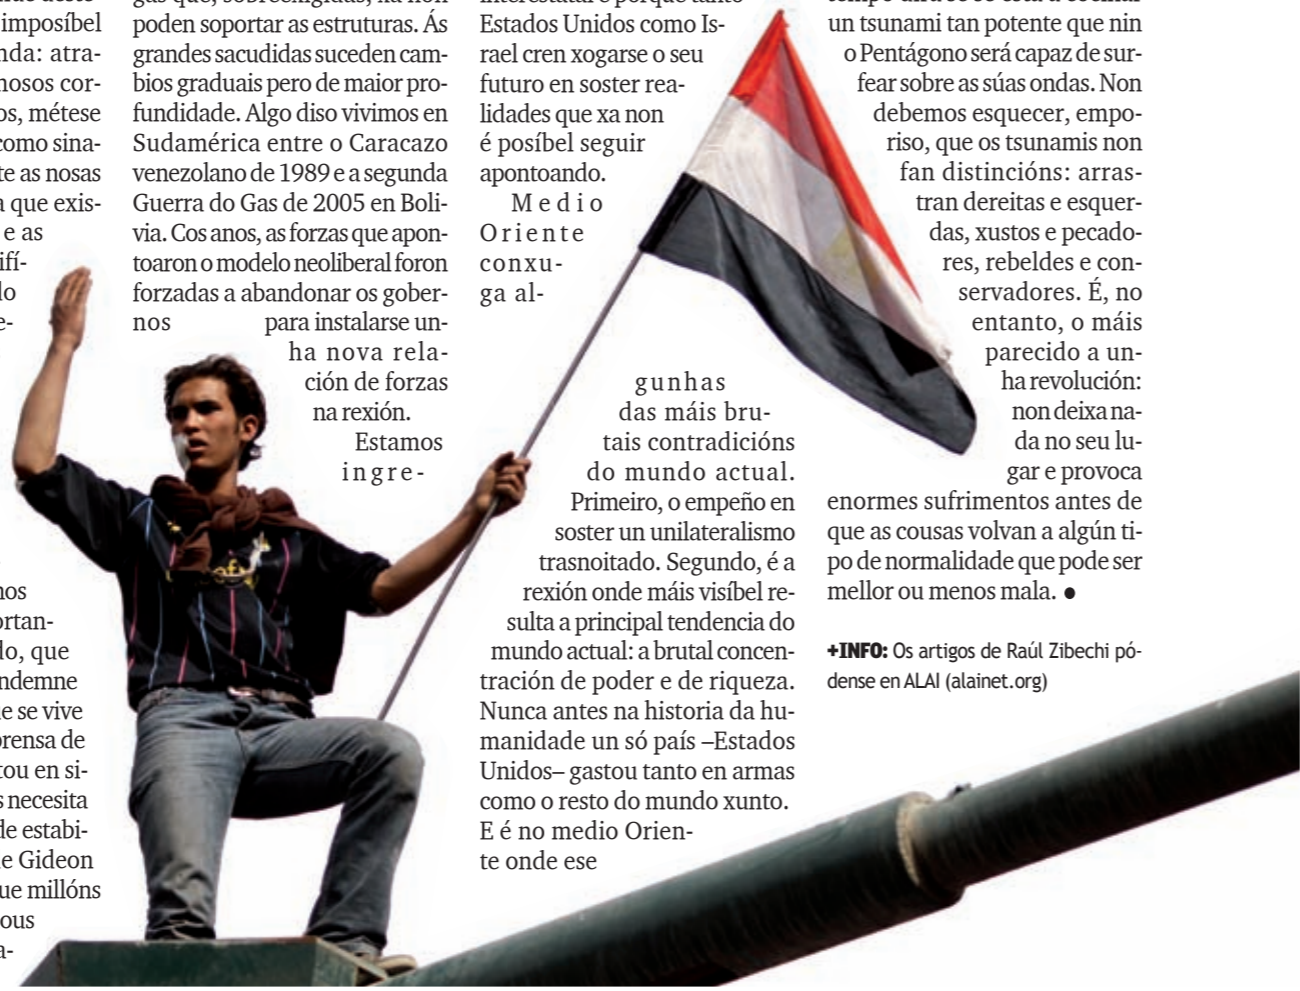 imposíbel
nda: atra-
nosos cor-
os, métese
como sina-
te as nosas
a que exis-
e as
ifí-
lo
e-
nos
ortan-
lo, que
ndemne
e se vive
prensa de
tou en si-
s necesita
de estabi-
e Gideon
ue millóns
ous
a-
poden soportar as estruturas. Ás
grandes sacudidas suceden cam-
bios graduais pero de maior pro-
fundidade. Algo diso vivimos en
Sudamérica entre o Caracazo
venezolano de 1989 e a segunda
Guerra do Gas de 2005 en Boli-
via. Cos anos, as forzas que apon-
toaron o modelo neoliberal foron
forzadas a abandonar os gober-
nos para instalarse un-
ha nova rela-
ción de forzas
na rexión.
Estamos
ingre-
Estados Unidos como Is-
rael cren xogarse o seu
futuro en soster rea-
lidades que xa non
é posíbel seguir
apontoando.
Medio
Oriente
conxu-
ga al-
gunhas
das máis bru-
tais contradicións
do mundo actual.
Primeiro, o empeño en
soster un unilateralismo
trasnoitado. Segundo, é a
rexión onde máis visíbel re-
sulta a principal tendencia do
mundo actual: a brutal concen-
tración de poder e de riqueza.
Nunca antes na historia da hu-
manidade un só país –Estados
Unidos– gastou tanto en armas
como o resto do mundo xunto.
E é no medio Orien-
te onde ese
un tsunami tan potente que nin
o Pentágono será capaz de sur-
fear sobre as súas ondas. Non
debemos esquecer, empo-
riso, que os tsunamis non
fan distincións: arras-
tran dereitas e esquer-
das, xustos e pecado-
res, rebeldes e con-
servadores. É, no
entanto, o máis
parecido a un-
ha revolución:
non deixa na-
da no seu lu-
gar e provoca
enormes sufrimentos antes de
que as cousas volvan a algún ti-
po de normalidade que pode ser
mellor ou menos mala. ●
+INFO: Os artigos de Raúl Zibechi pó-
dense en ALAI (alainet.org)